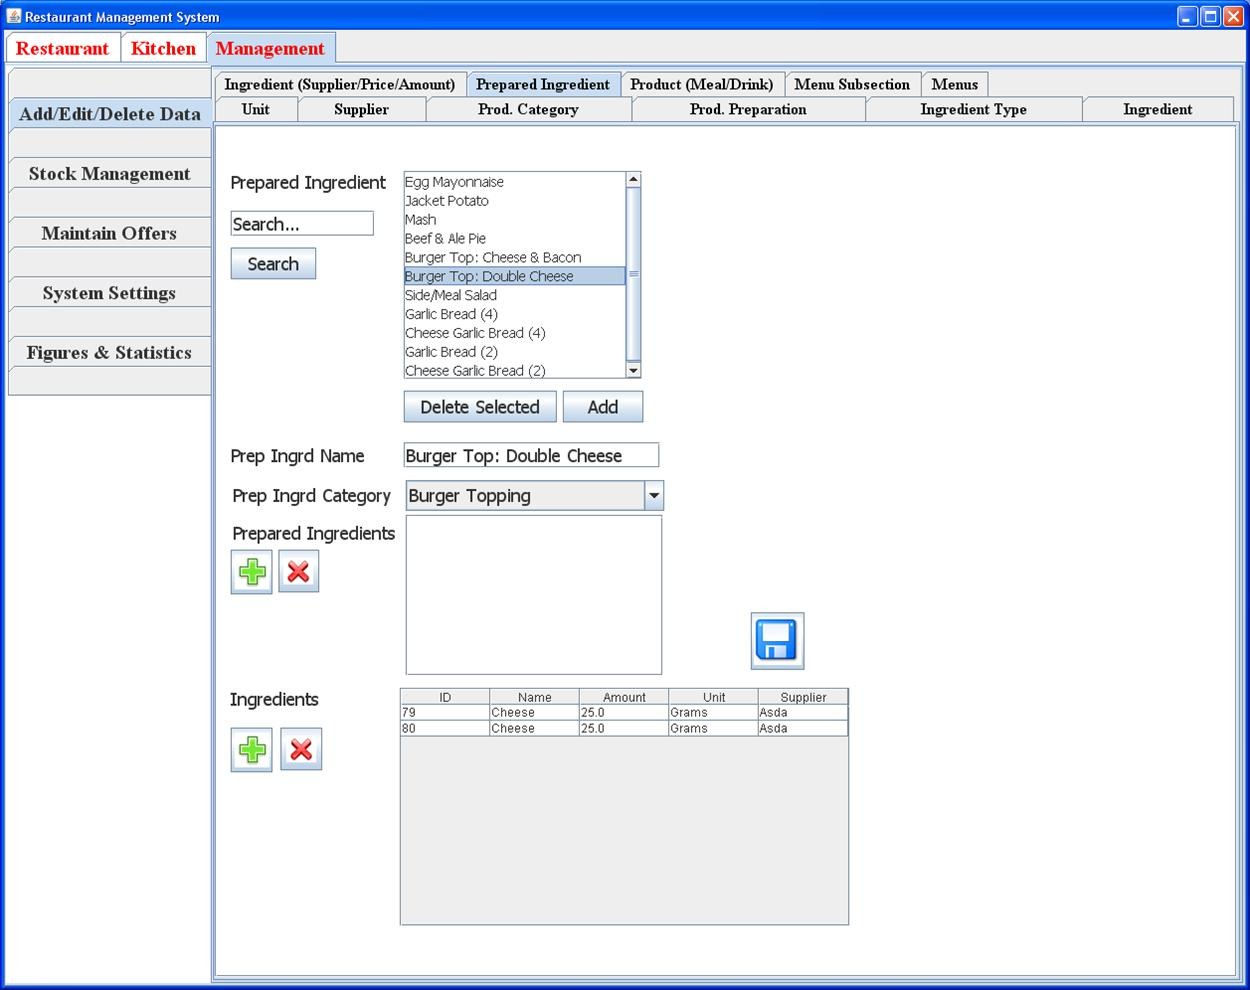 Restaurant Management System
Restaurant Kitchen Management
Ingredient (Supplier/Price/Amount) Prepared Ingredient Product (Meal/Drink) Menu Subsection Menus
Unit Supplier Prod. Category Prod. Preparation Ingredient Type Ingredient
Add/Edit/Delete Data
Stock Management
Maintain Offers
System Settings
Figures & Statistics
Prepared Ingredient
Search...
Search
Egg Mayonnaise
Jacket Potato
Mash
Beef & Ale Pie
Burger Top: Cheese & Bacon
Burger Top: Double Cheese
Side/Meal Salad
Garlic Bread (4)
Cheese Garlic Bread (4)
Garlic Bread (2)
Cheese Garlic Bread (2)
Delete Selected Add
Prep Ingrd Name Burger Top: Double Cheese
Prep Ingrd Category Burger Topping
Prepared Ingredients
Ingredients
ID Name Amount Unit Supplier
79 Cheese 25.0 Grams Asda
80 Cheese 25.0 Grams Asda